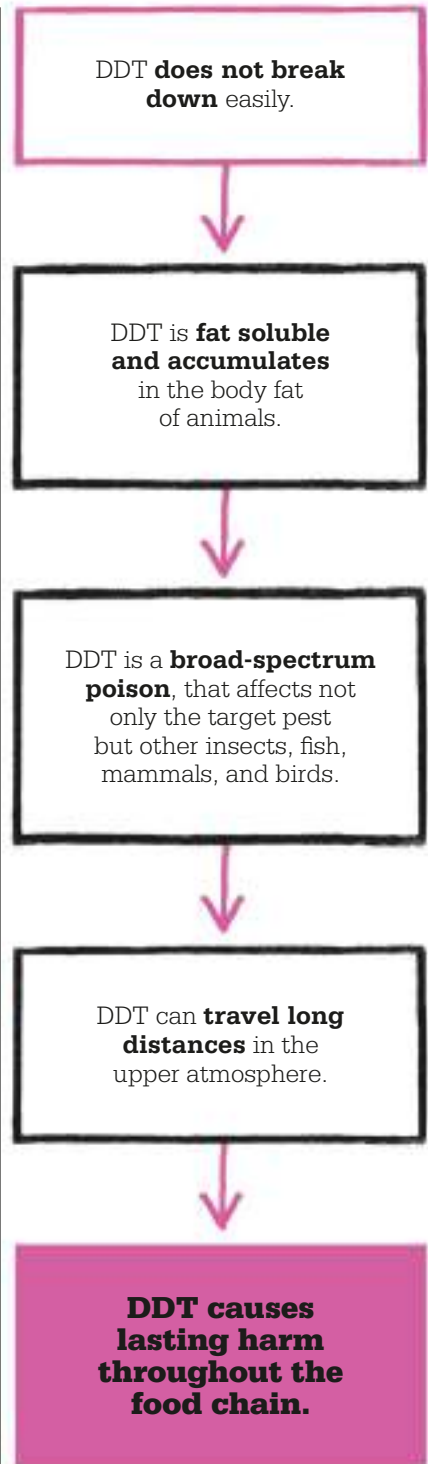 DDT does not break
down easily.
DDT is fat soluble
and accumulates
in the body fat
of animals.
DDT is a broad-spectrum
poison, that affects not
only the target pest
but other insects, fish,
mammals, and birds.
DDT can travel long
distances in the
upper atmosphere.
DDT causes
lasting harm
throughout the
food chain.